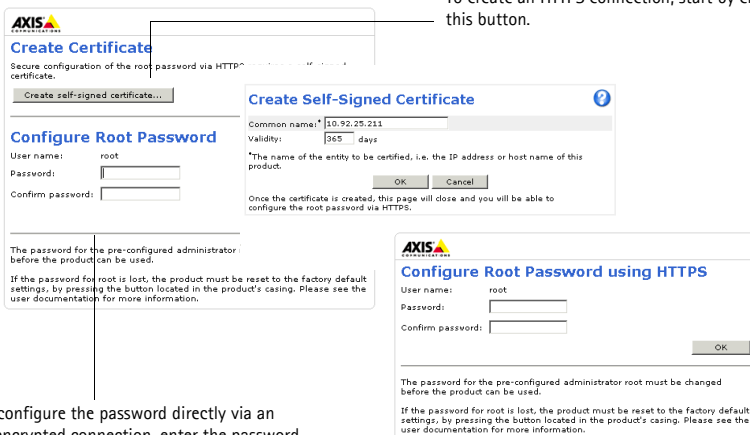 To create an HTTPS connection, start by
this button.
AXIS
COMMUNICATIONS
Create Certificate
Secure configuration of the root password via HTTPS requires a self-signed
certificate.
Create self-signed certificate...
Configure Root Password
User name: root
Password:
Confirm password:
The password for the pre-configured administrator
before the product can be used.
If the password for root is lost, the product must be reset to the factory default
settings, by pressing the button located in the product's casing. Please see the
user documentation for more information.
Create Self-Signed Certificate
Common name:* 10.92.25.211
Validity: 365 days
*The name of the entity to be certified, i.e. the IP address or host name of this
product.
OK Cancel
Once the certificate is created, this page will close and you will be able to
configure the root password via HTTPS.
AXIS
COMMUNICATIONS
Configure Root Password using HTTPS
User name: root
Password:
Confirm password:
OK
The password for the pre-configured administrator root must be changed
before the product can be used.
If the password for root is lost, the product must be reset to the factory default
settings, by pressing the button located in the product's casing. Please see the
user documentation for more information.
configure the password directly via an
encrypted connection, enter the password